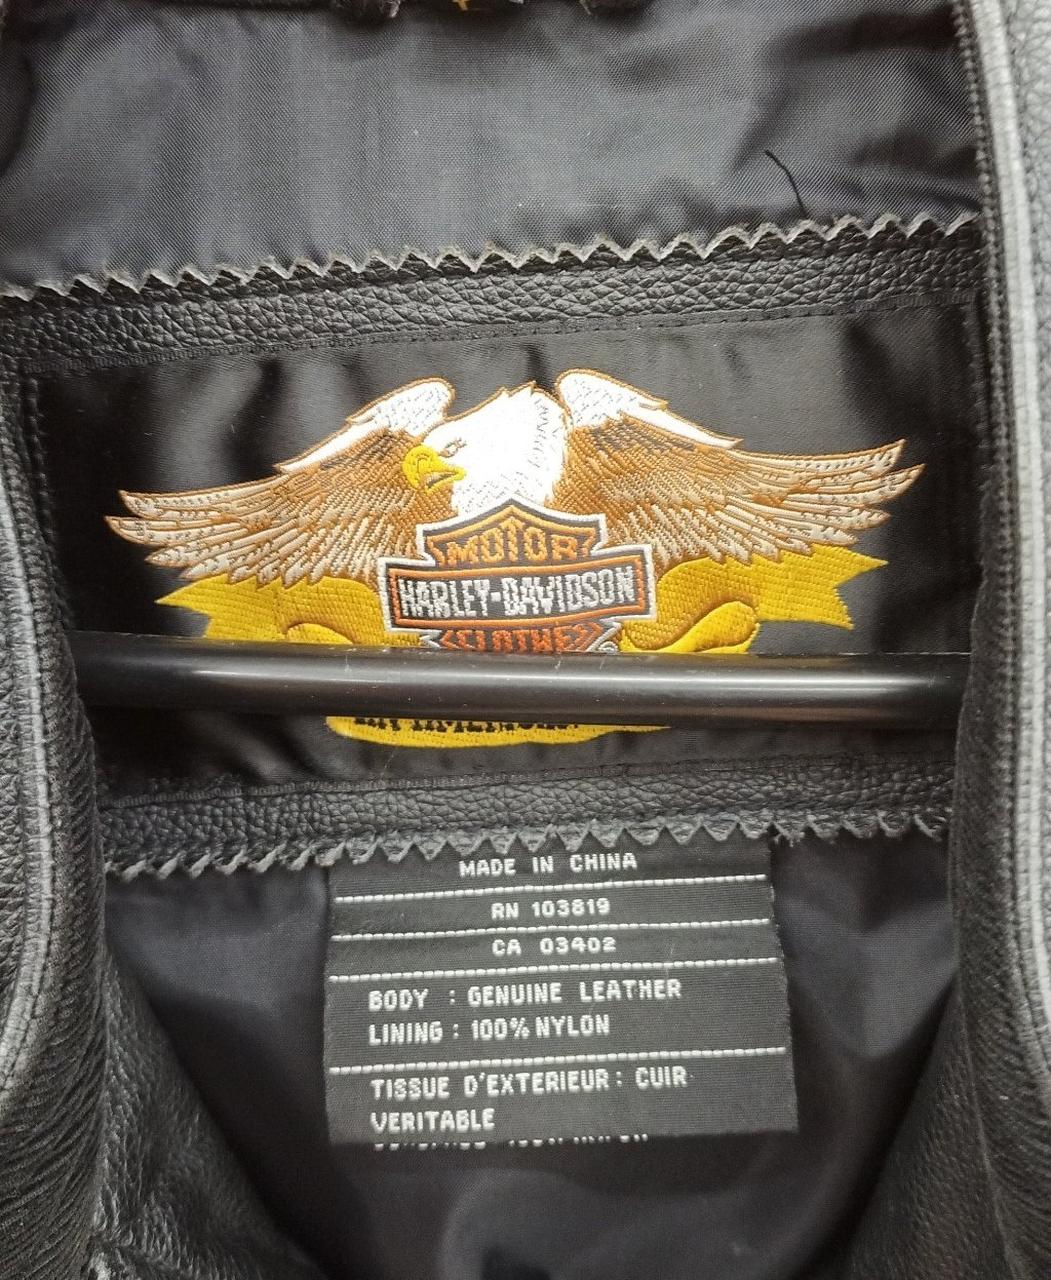 MOTOR
HARLEY-DAVIDSON
CLOTHES
MADE IN CHINA
RN 103819
CA 03402
BODY : GENUINE LEATHER
LINING : 100% NYLON
TISSUE D'EXTERIEUR : CUIR
VERITABLE